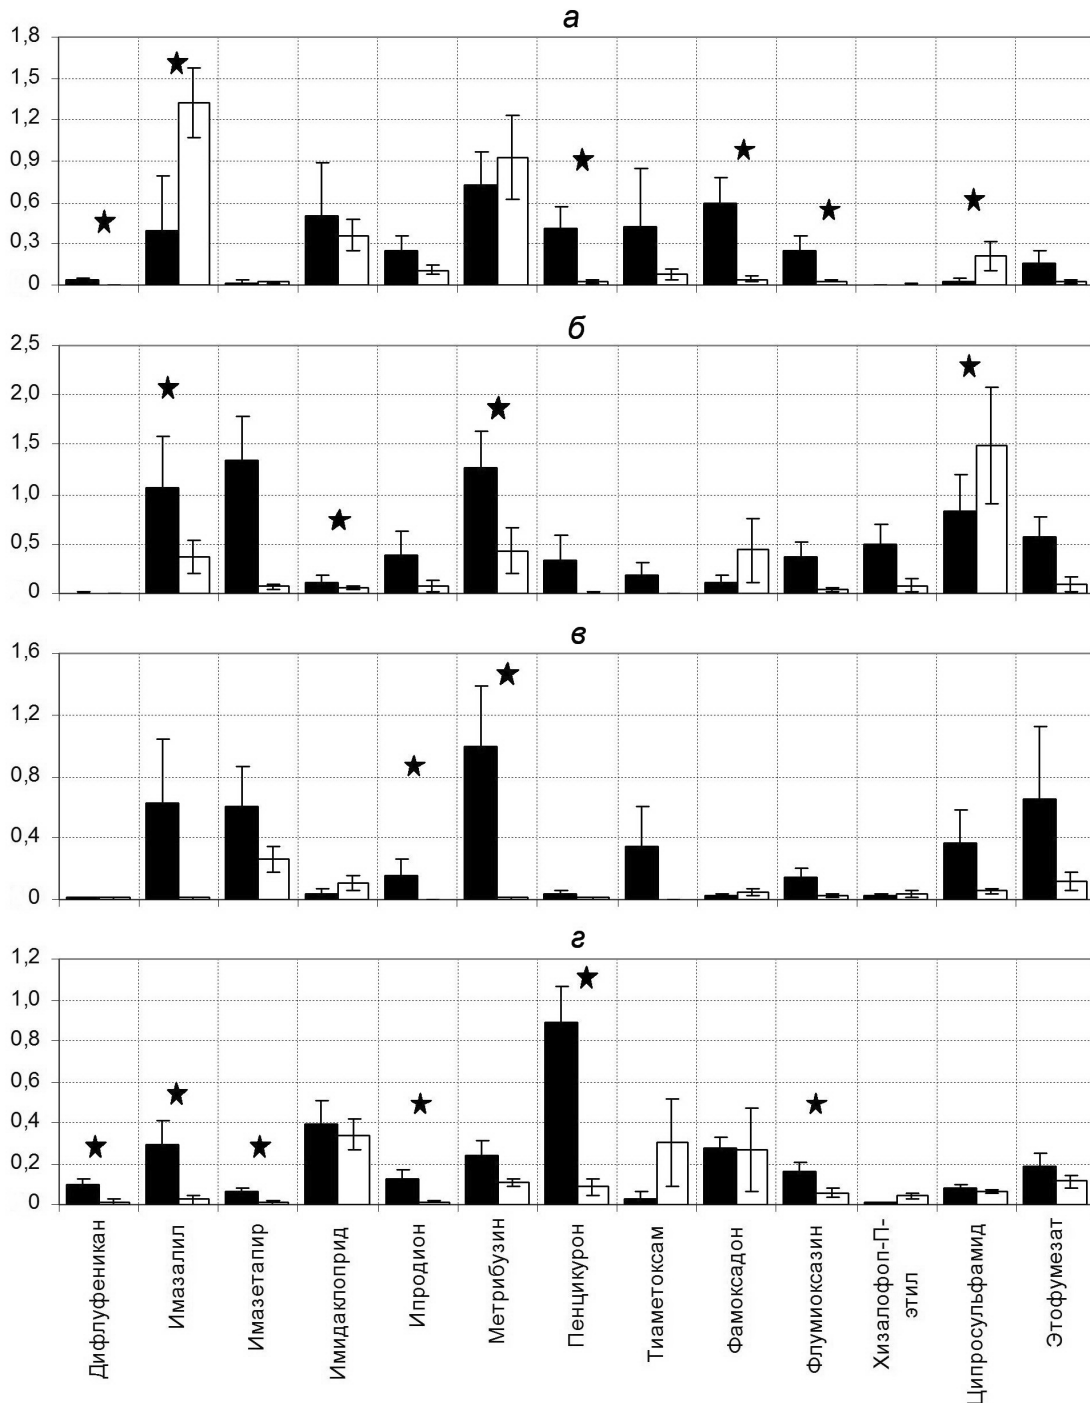 а
1,8
1,5
1,2
0,9
0,6
0,3
0
б
2,5
2,0
1,5
1,0
0,5
0
в
1,6
1,2
0,8
0,4
0
г
1,2
1,0
0,8
0,6
0,4
0,2
0
Дифлуфеникан
Имазалил
Имазетапир
Имидаклоприд
Ипродион
Метрибузин
Пенцикурон
Тиаметоксам
Фамоксадон
Флумиоксазин
Хизалофоп-П-
этил
Ципросульфамид
Этофумезат